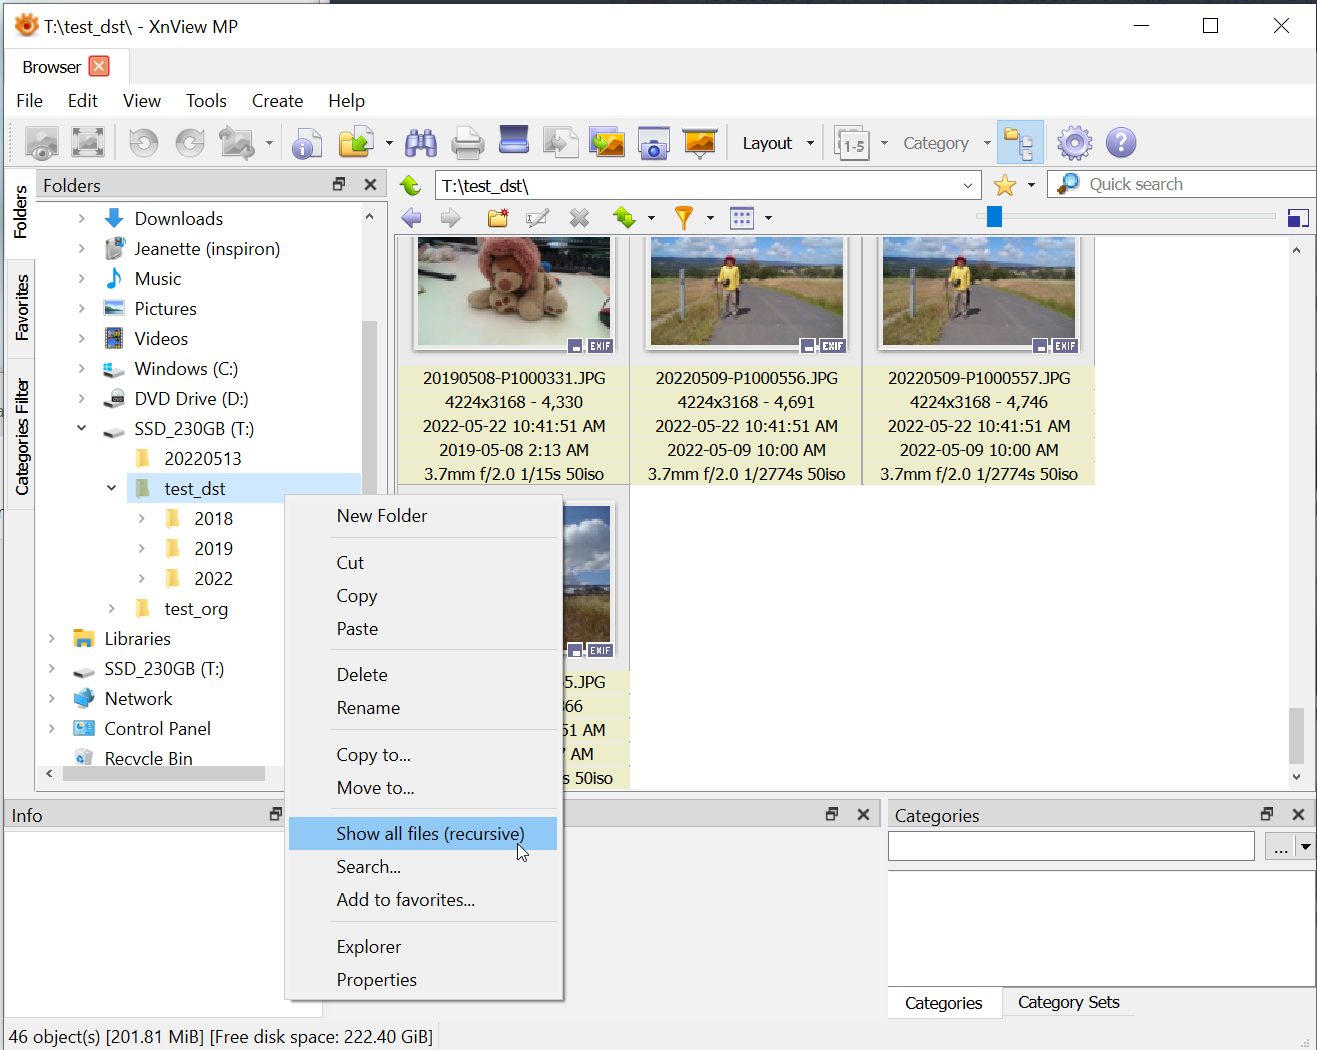 T:\test_dst\ - XnView MP
Browser
File Edit View Tools Create Help
Layout 1-5 Category
Folders
T:\test_dst\
Quick search
Folders
Favorites
Categories Filter
Downloads
Jeanette (inspiron)
Music
Pictures
Videos
Windows (C:)
DVD Drive (D:)
SSD_230GB (T:)
20220513
test_dst
2018
2019
2022
test_org
Libraries
SSD_230GB (T:)
Network
Control Panel
Recycle Bin
EXIF EXIF EXIF
20190508-P1000331.JPG
4224x3168 - 4,330
2022-05-22 10:41:51 AM
2019-05-08 2:13 AM
3.7mm f/2.0 1/15s 50iso
20220509-P1000556.JPG
4224x3168 - 4,691
2022-05-22 10:41:51 AM
2022-05-09 10:00 AM
3.7mm f/2.0 1/2774s 50iso
20220509-P1000557.JPG
4224x3168 - 4,746
2022-05-22 10:41:51 AM
2022-05-09 10:00 AM
3.7mm f/2.0 1/2774s 50iso
EXIF
5.JPG
66
51 AM
AM
s 50iso
New Folder
Cut
Copy
Paste
Delete
Rename
Copy to...
Move to...
Show all files (recursive)
Search...
Add to favorites...
Explorer
Properties
Info
Categories
...
Categories Category Sets
46 object(s) [201.81 MiB] [Free disk space: 222.40 GiB]